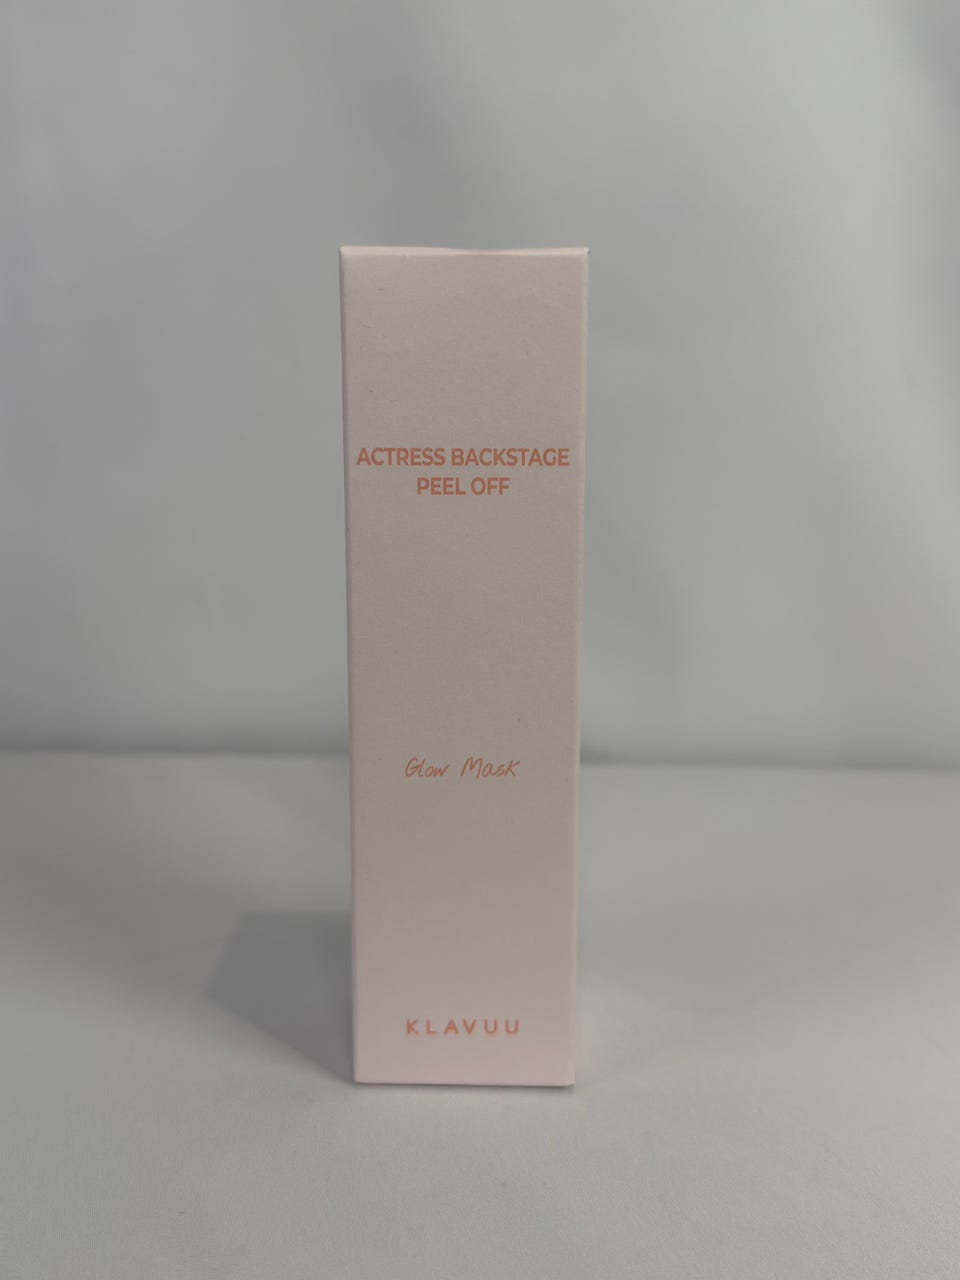 ACTRESS BACKSTAGE
PEEL OFF
Glow Mask
KLAVUU